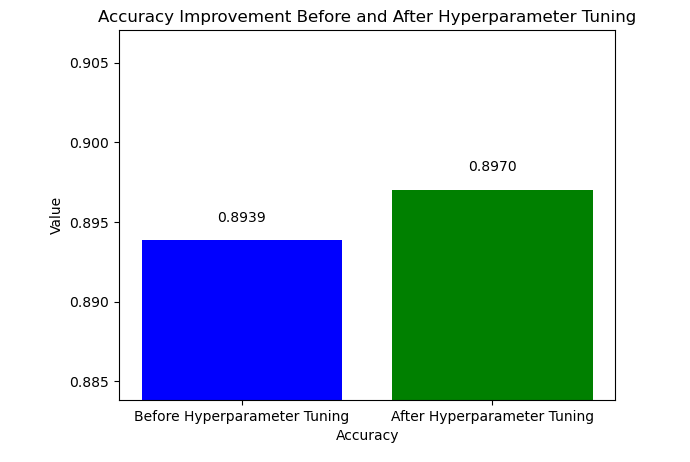 Accuracy Improvement Before and After Hyperparameter Tuning
0.905
0.900
0.895
0.890
0.885
Value
0.8939
0.8970
Before Hyperparameter Tuning
After Hyperparameter Tuning
Accuracy